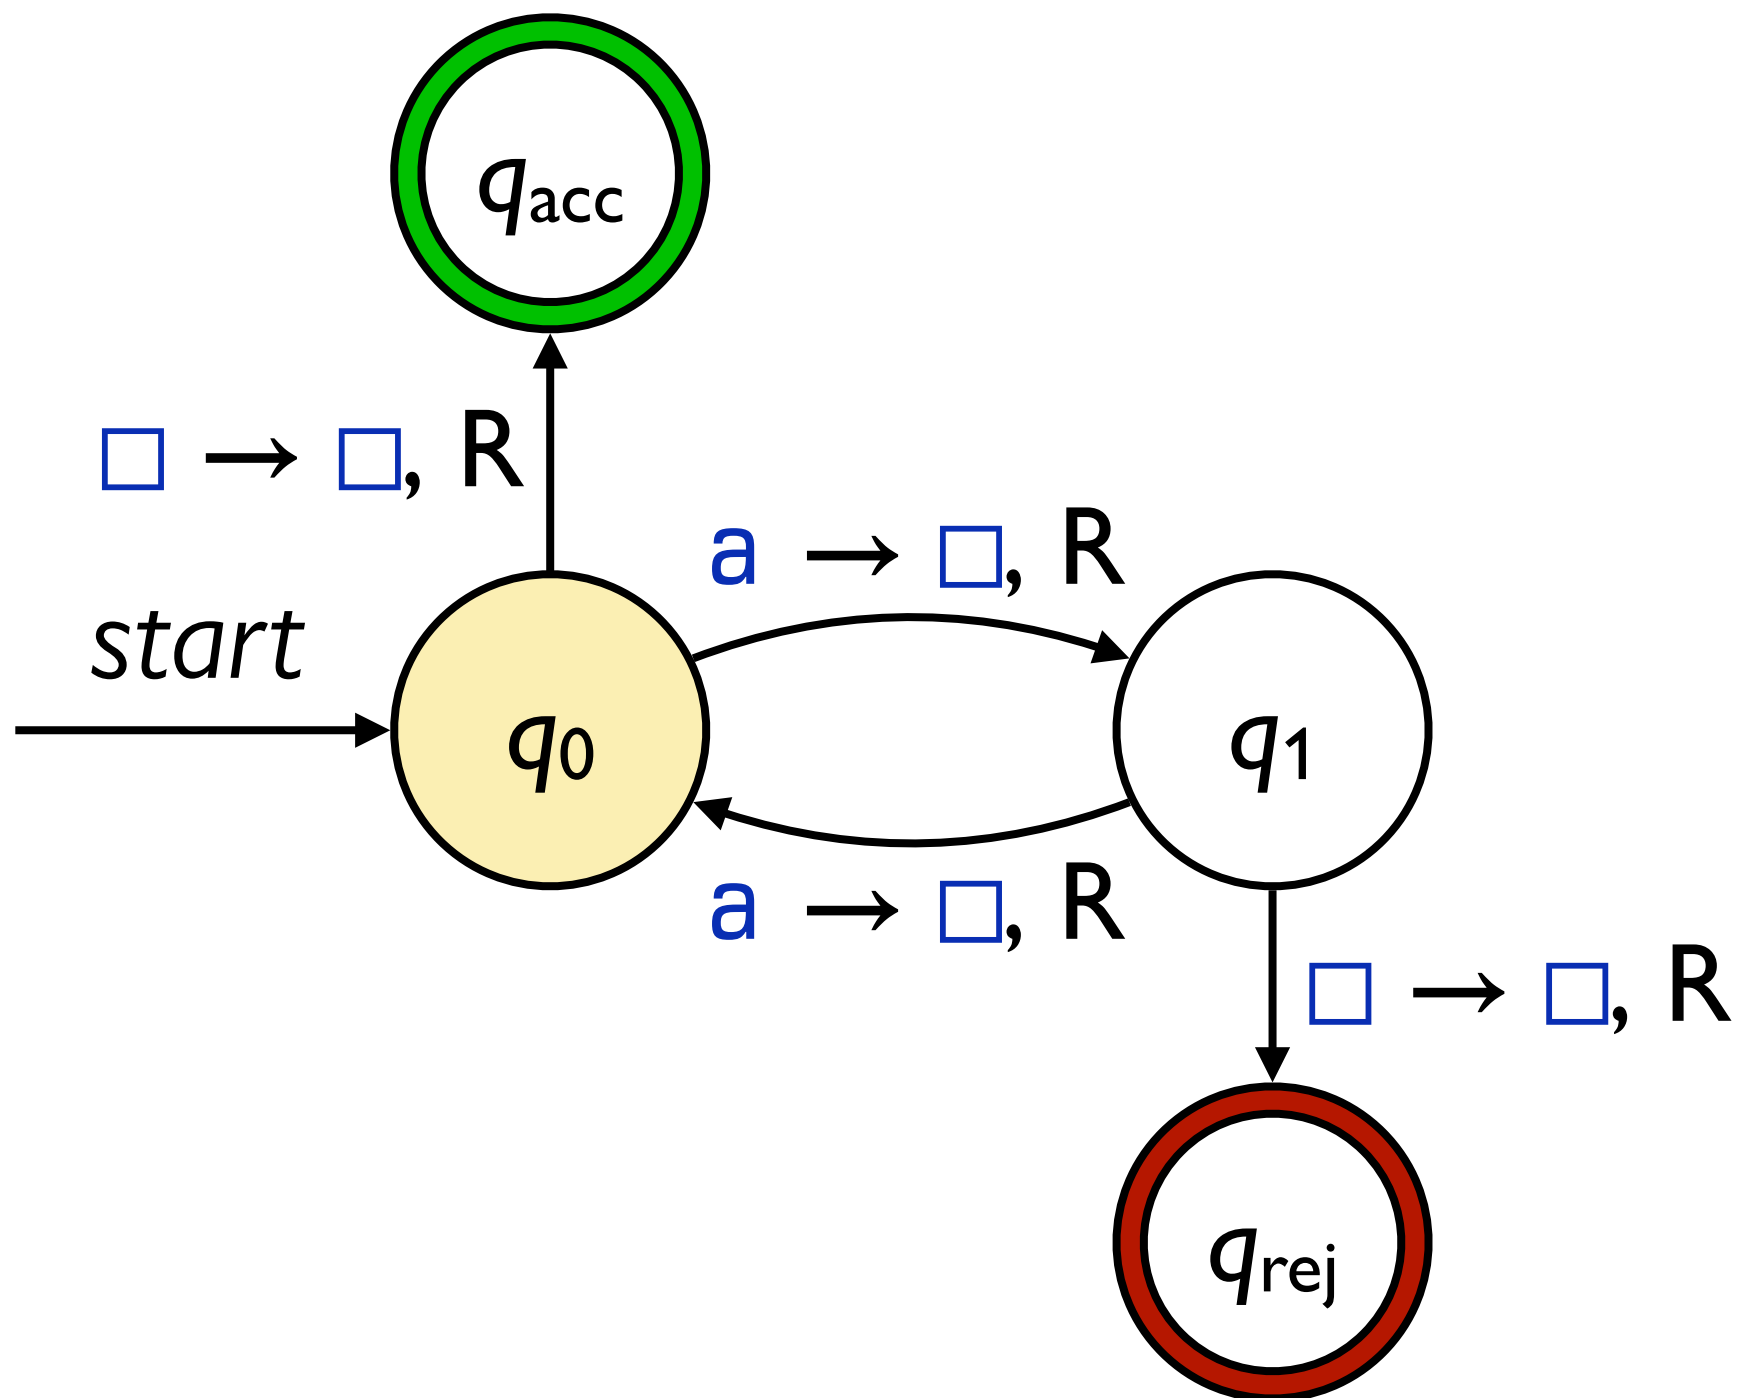 qacc
□ → □, R
a → □, R
start
q0
q1
a → □, R
□ → □, R
qrej